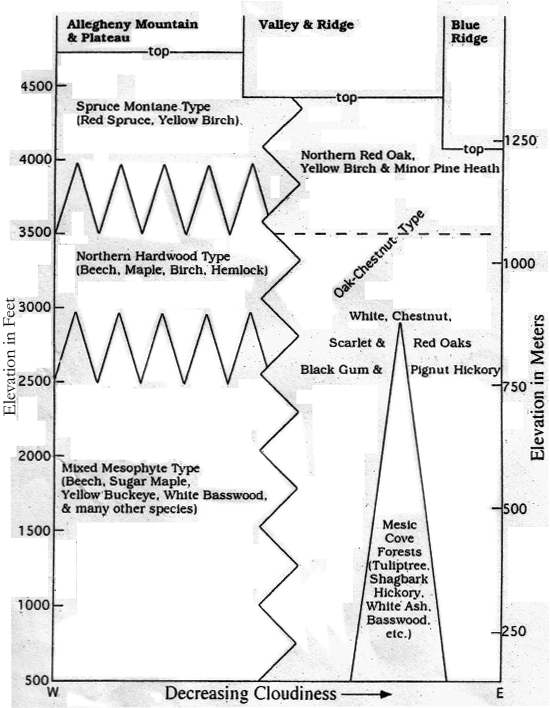 Allegheny Mountain
& Plateau
Valley & Ridge
Blue
Ridge
top
top
top
4500
4000
3500
3000
2500
2000
1500
1000
500
Elevation in Feet
Spruce Montane Type
(Red Spruce, Yellow Birch)
Northern Hardwood Type
(Beech, Maple, Birch, Hemlock)
Mixed Mesophyte Type
(Beech, Sugar Maple,
Yellow Buckeye, White Basswood,
& many other species)
Northern Red Oak,
Yellow Birch & Minor Pine Heath
Oak-Chestnut-Type
White, Chestnut,
Scarlet & Red Oaks
Black Gum & Pignut Hickory
Mesic
Cove
Forests
(Tuliptree,
Shagbark
Hickory,
White Ash,
Basswood,
etc.)
1250
1000
750
500
250
Elevation in Meters
W
Decreasing Cloudiness
E